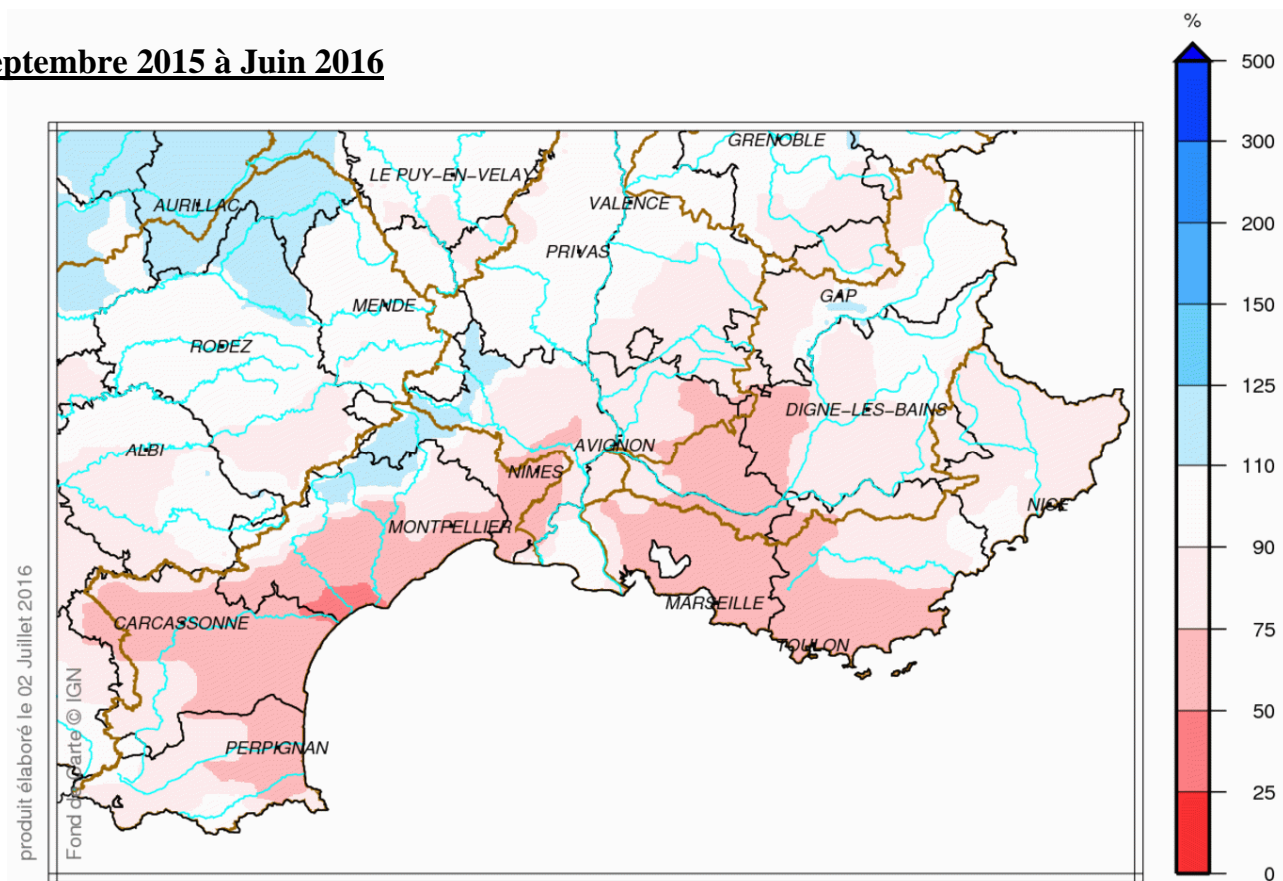 %
eptembre 2015 à Juin 2016
500
300
200
150
125
110
90
75
50
25
0
GRENOBLE
LE PUY-EN-VELAY
AURILLAC
VALENCE
PRIVAS
GAP
MENDE
RODEZ
DIGNE-LES-BAINS
ALBI
AVIGNON
NIMES
NICE
MONTPELLIER
MARSEILLE
CARCASSONNE
TOULON
PERPIGNAN
produit élaboré le 02 Juillet 2016
Fond de carte © IGN